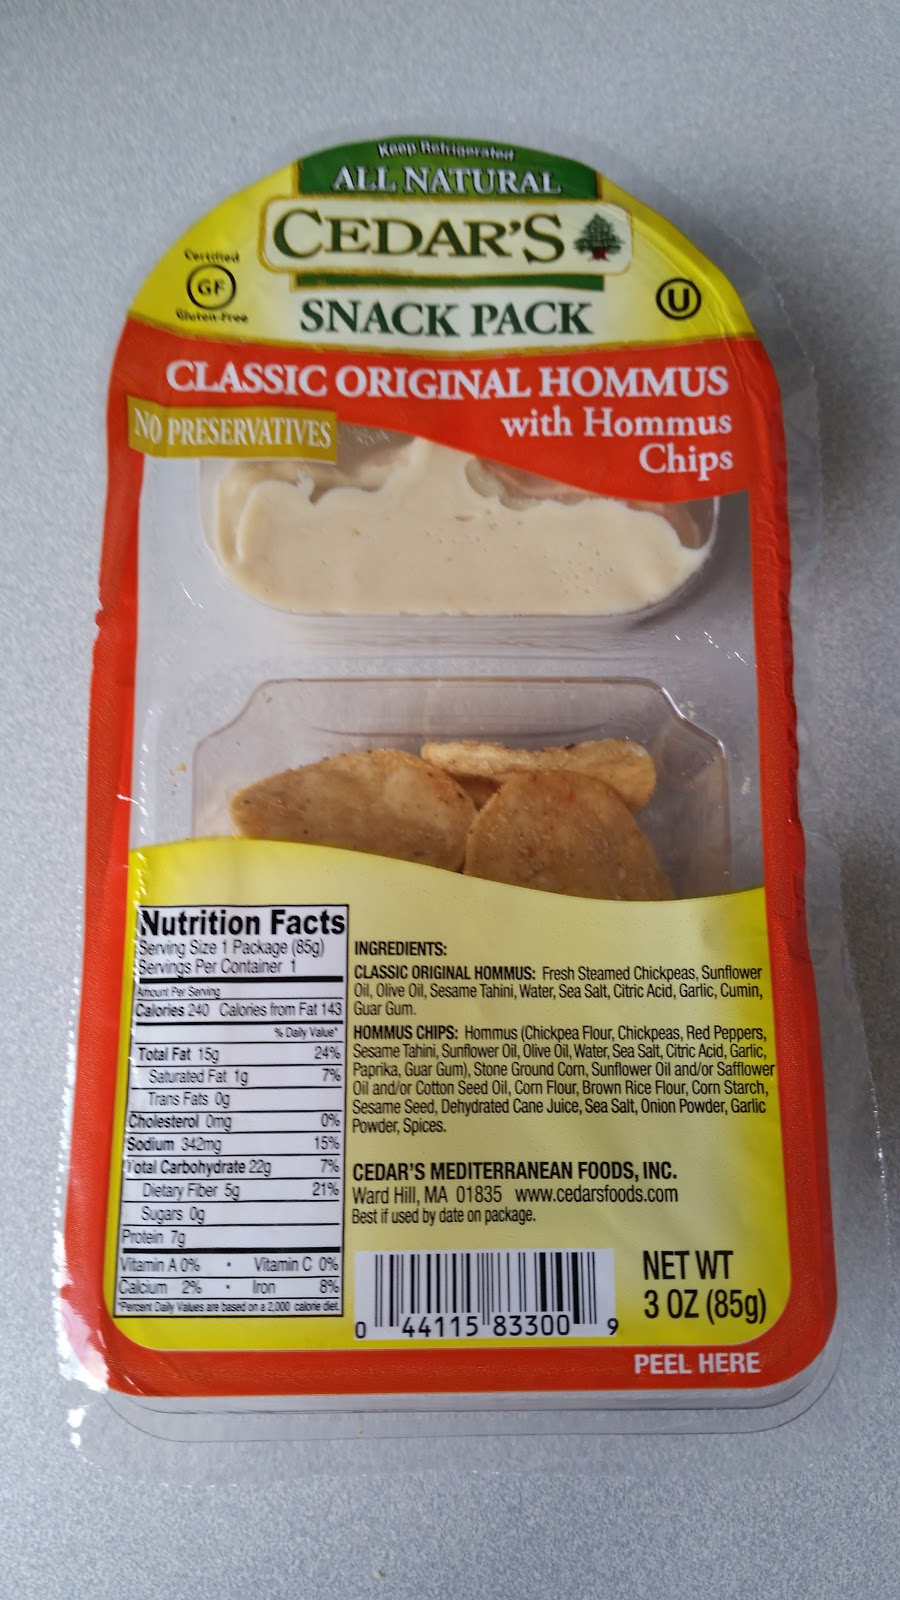 Keep Refrigerated
ALL NATURAL
CEDAR'S
SNACK PACK
Certified
GF
Gluten-Free
U
CLASSIC ORIGINAL HOMMUS
with Hommus
Chips
NO PRESERVATIVES
Nutrition Facts
Serving Size 1 Package (85g)
Servings Per Container 1
Amount Per Serving
Calories 240 Calories from Fat 143
% Daily Value*
Total Fat 15g 24%
Saturated Fat 1g 7%
Trans Fats 0g
Cholesterol 0mg 0%
Sodium 342mg 15%
Total Carbohydrate 22g 7%
Dietary Fiber 5g 21%
Sugars 0g
Protein 7g
Vitamin A 0% • Vitamin C 0%
Calcium 2% • Iron 8%
*Percent Daily Values are based on a 2,000 calorie diet.
INGREDIENTS:
CLASSIC ORIGINAL HOMMUS: Fresh Steamed Chickpeas, Sunflower
Oil, Olive Oil, Sesame Tahini, Water, Sea Salt, Citric Acid, Garlic, Cumin,
Guar Gum.
HOMMUS CHIPS: Hommus (Chickpea Flour, Chickpeas, Red Peppers,
Sesame Tahini, Sunflower Oil, Olive Oil, Water, Sea Salt, Citric Acid, Garlic,
Paprika, Guar Gum), Stone Ground Corn, Sunflower Oil and/or Safflower
Oil and/or Cotton Seed Oil, Corn Flour, Brown Rice Flour, Corn Starch,
Sesame Seed, Dehydrated Cane Juice, Sea Salt, Onion Powder, Garlic
Powder, Spices.
CEDAR'S MEDITERRANEAN FOODS, INC.
Ward Hill, MA 01835 www.cedarsfoods.com
Best if used by date on package.
0 44115 83300 9
NET WT
3 OZ (85g)
PEEL HERE